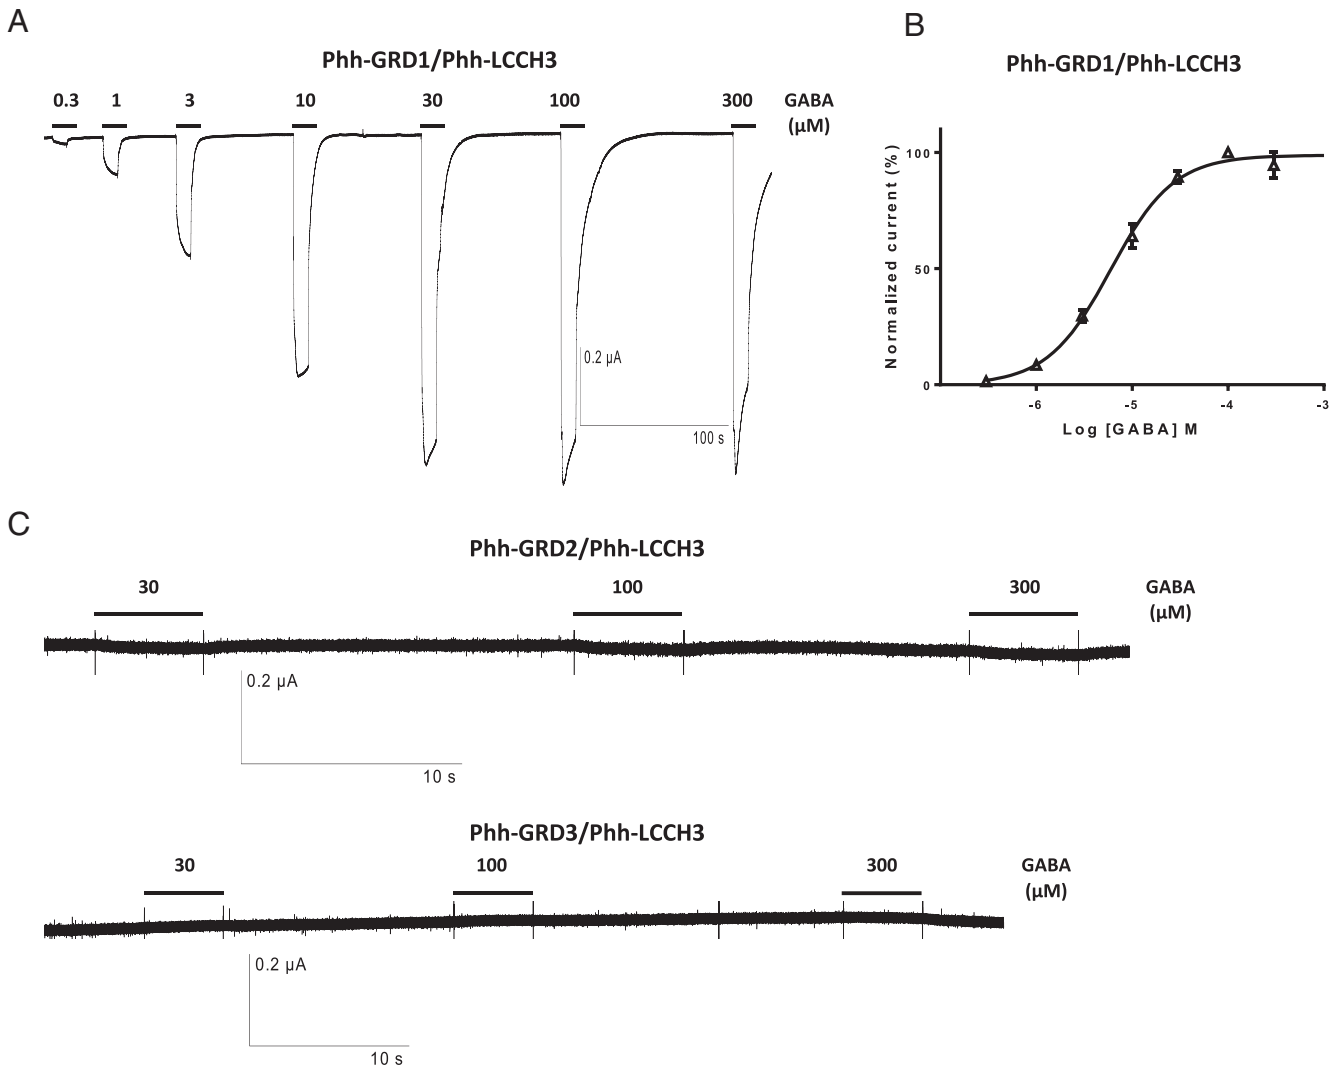 A
Phh-GRD1/Phh-LCCH3
0.3 1 3 10 30 100 300 GABA
(µM)
0.2 µA
100 s
B
Phh-GRD1/Phh-LCCH3
Normalized current (%)
100
50
0
-6 -5 -4 -3
Log [GABA] M
C
Phh-GRD2/Phh-LCCH3
30 100 300 GABA
(µM)
0.2 µA
10 s
Phh-GRD3/Phh-LCCH3
30 100 300 GABA
(µM)
0.2 µA
10 s